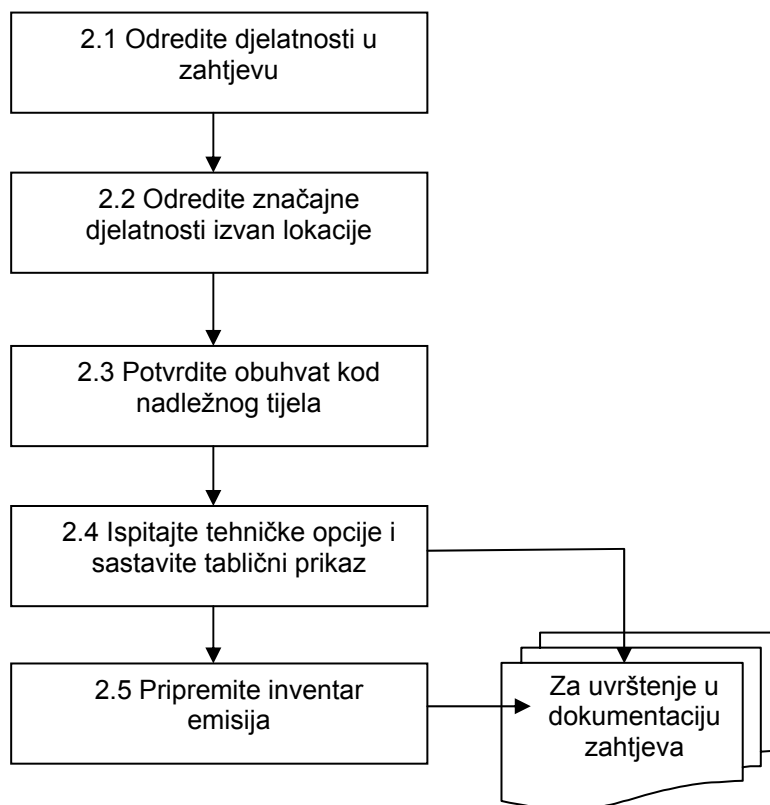 2.1 Odredite djelatnosti u
zahtjevu
2.2 Odredite značajne
djelatnosti izvan lokacije
2.3 Potvrdite obuhvat kod
nadležnog tijela
2.4 Ispitajte tehničke opcije i
sastavite tablični prikaz
2.5 Pripremite inventar
emisija
Za uvrštenje u
dokumentaciju
zahtjeva